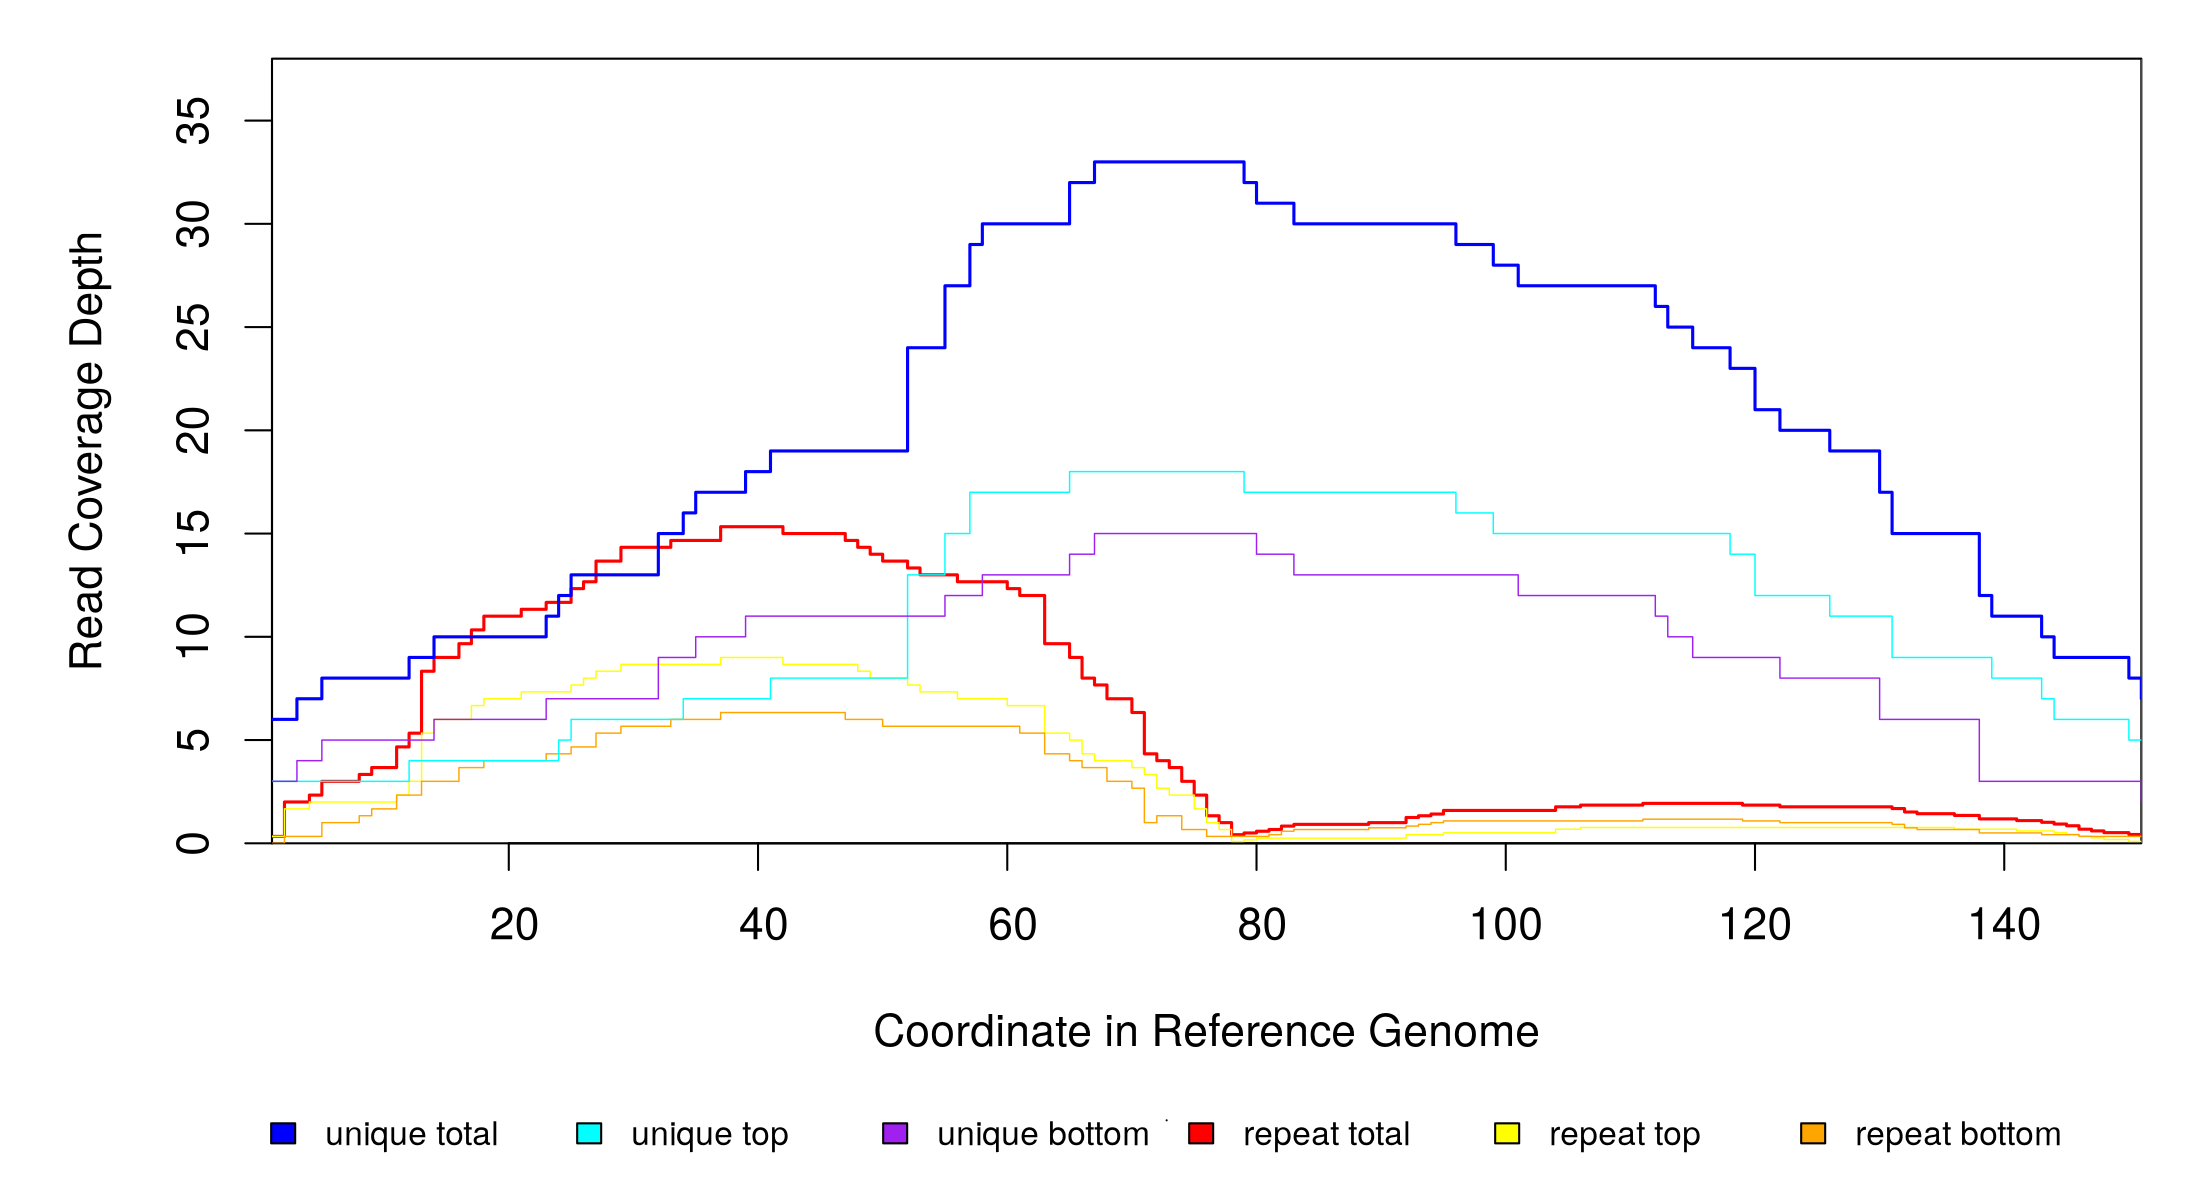 Read Coverage Depth
35
30
25
20
15
10
5
0
20 40 60 80 100 120 140
Coordinate in Reference Genome
unique total unique top unique bottom repeat total repeat top repeat bottom